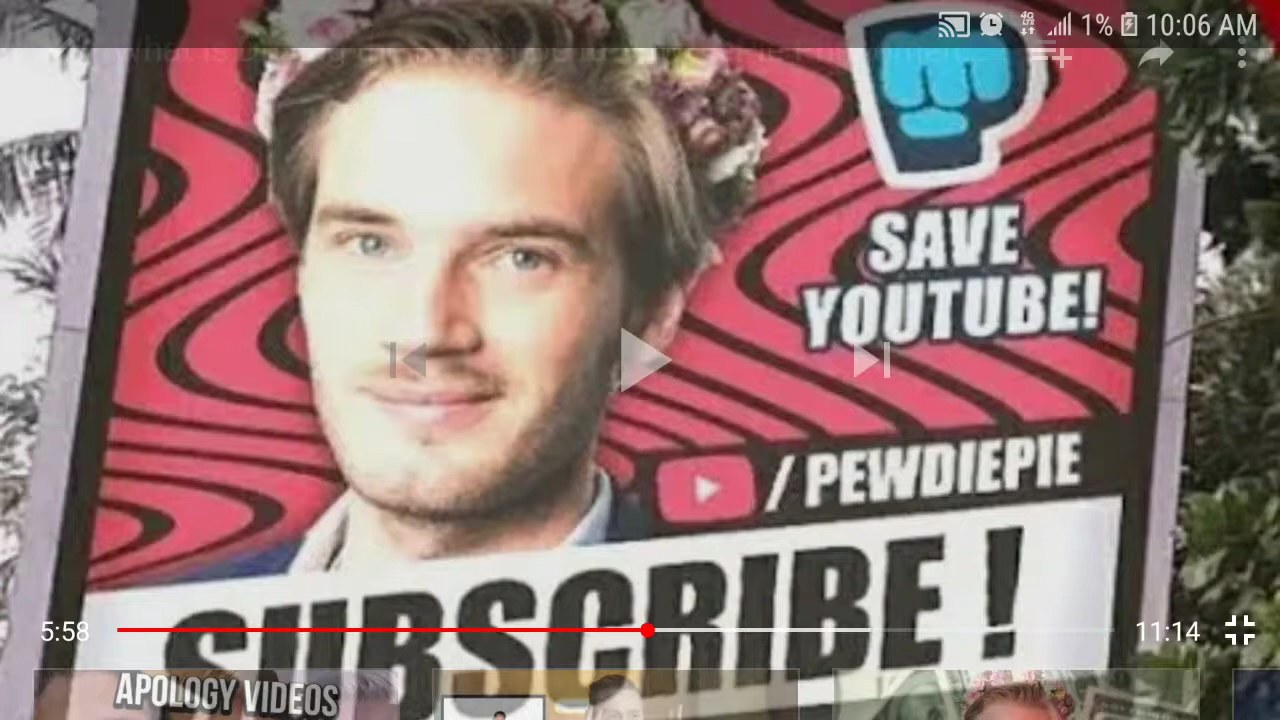 1% 10:06 AM
SAVE
YOUTUBE!
/ PEWDIEPIE
SUBSCRIBE!
5:58
11:14
APOLOGY VIDEOS